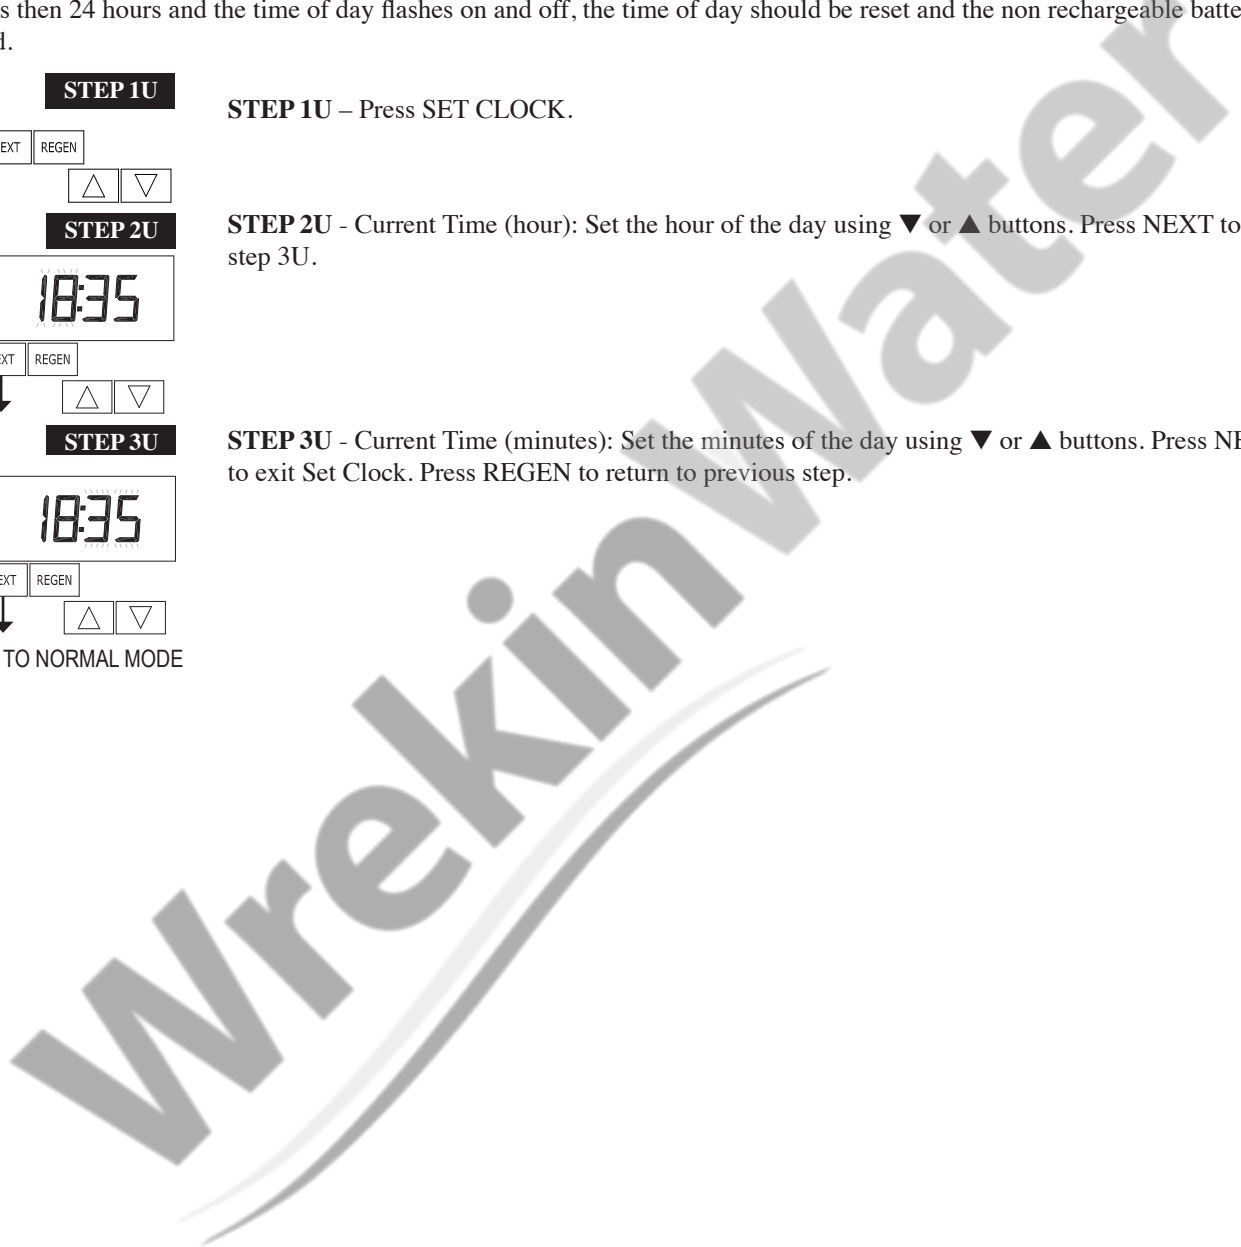 s then 24 hours and the time of day flashes on and off, the time of day should be reset and the non rechargeable batte
d.
STEP 1U
STEP 1U – Press SET CLOCK.
EXT REGEN
STEP 2U
STEP 2U - Current Time (hour): Set the hour of the day using ▼ or ▲ buttons. Press NEXT to
step 3U.
18:35
EXT REGEN
STEP 3U
STEP 3U - Current Time (minutes): Set the minutes of the day using ▼ or ▲ buttons. Press NE
to exit Set Clock. Press REGEN to return to previous step.
18:35
EXT REGEN
TO NORMAL MODE
Wrekin Water